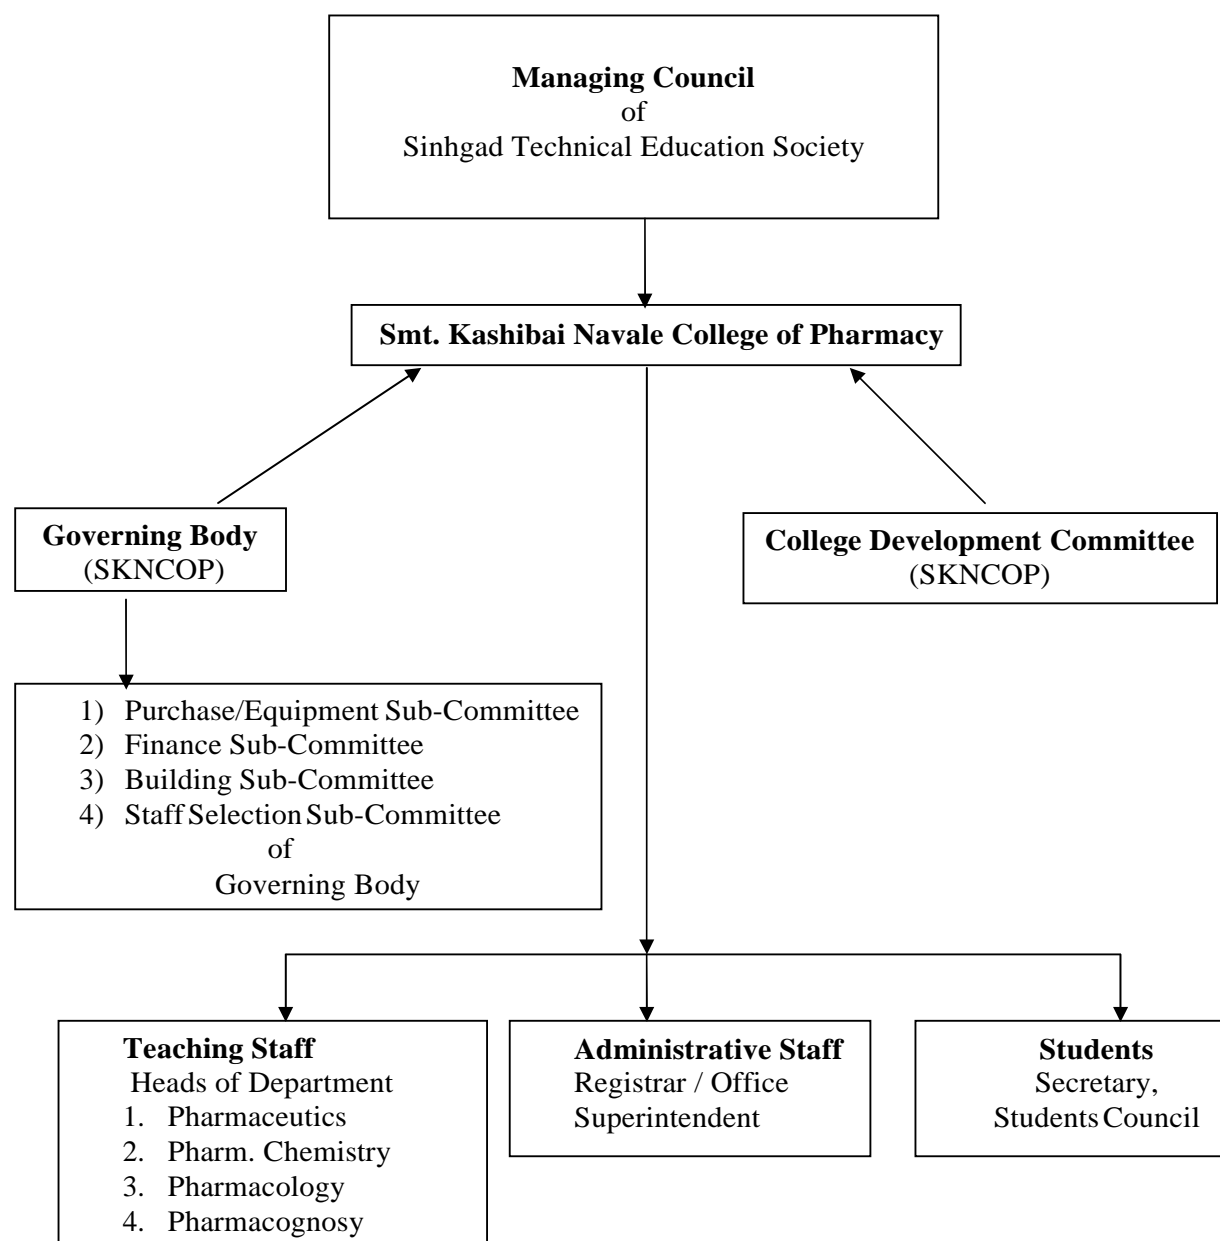 Managing Council
of
Sinhgad Technical Education Society
Smt. Kashibai Navale College of Pharmacy
Governing Body
(SKNCOP)
College Development Committee
(SKNCOP)
1) Purchase/Equipment Sub-Committee
2) Finance Sub-Committee
3) Building Sub-Committee
4) Staff Selection Sub-Committee
of
Governing Body
Teaching Staff
Heads of Department
1. Pharmaceutics
2. Pharm. Chemistry
3. Pharmacology
4. Pharmacognosy
Administrative Staff
Registrar / Office
Superintendent
Students
Secretary,
Students Council